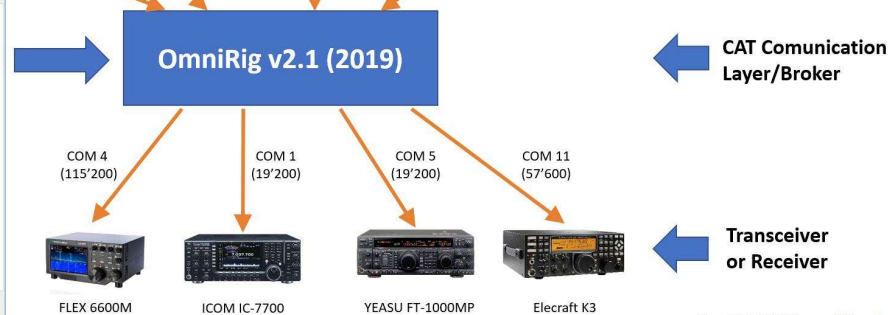 OmniRig v2.1 (2019)
CAT Comunication
Layer/Broker
COM 4
(115’200)
COM 1
(19’200)
COM 5
(19’200)
COM 11
(57’600)
Transceiver
or Receiver
FLEX 6600M
ICOM IC-7700
YEASU FT-1000MP
Elecraft K3